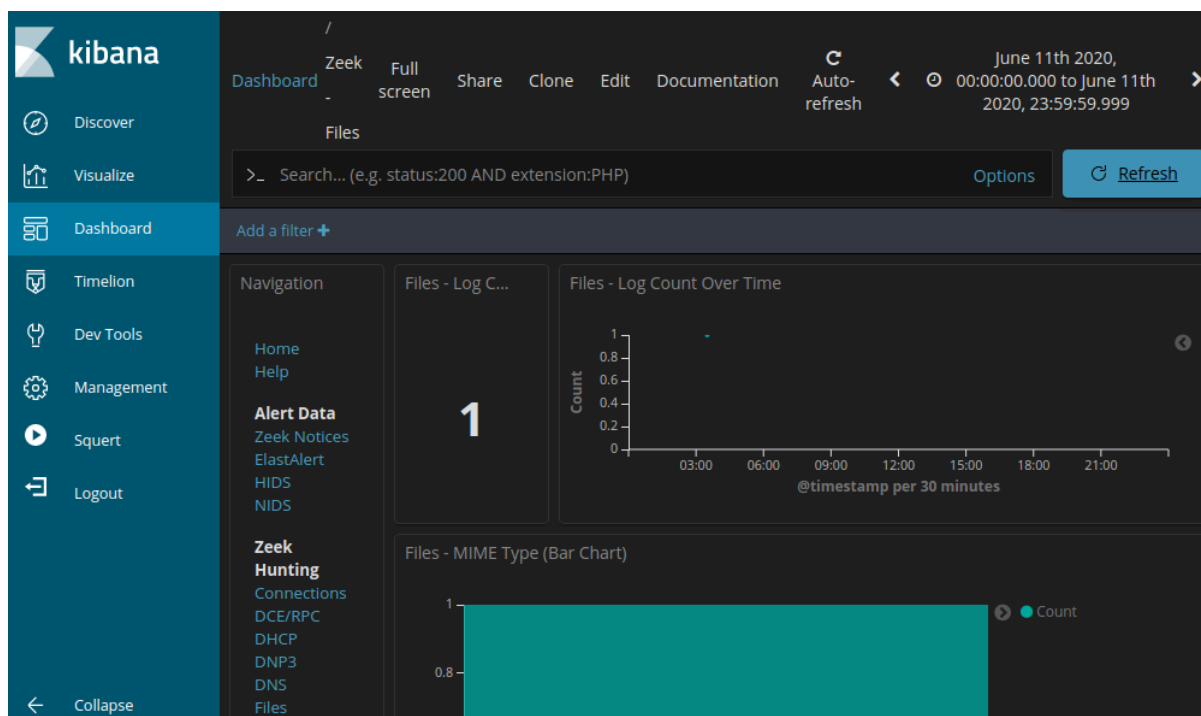 kibana
Discover
Visualize
Dashboard
Timelion
Dev Tools
Management
Squert
Logout
Collapse
Dashboard
/
Zeek
-
Files
Full
screen
Share
Clone
Edit
Documentation
Auto-
refresh
June 11th 2020,
00:00:00.000 to June 11th
2020, 23:59:59.999
>_ Search... (e.g. status:200 AND extension:PHP)
Options
Refresh
Add a filter +
Navigation
Home
Help
Alert Data
Zeek Notices
ElastAlert
HIDS
NIDS
Zeek
Hunting
Connections
DCE/RPC
DHCP
DNP3
DNS
Files
Files - Log C...
1
Files - Log Count Over Time
Count
1
0.8
0.6
0.4
0.2
0
03:00 06:00 09:00 12:00 15:00 18:00 21:00
@timestamp per 30 minutes
Files - MIME Type (Bar Chart)
1
0.8
Count